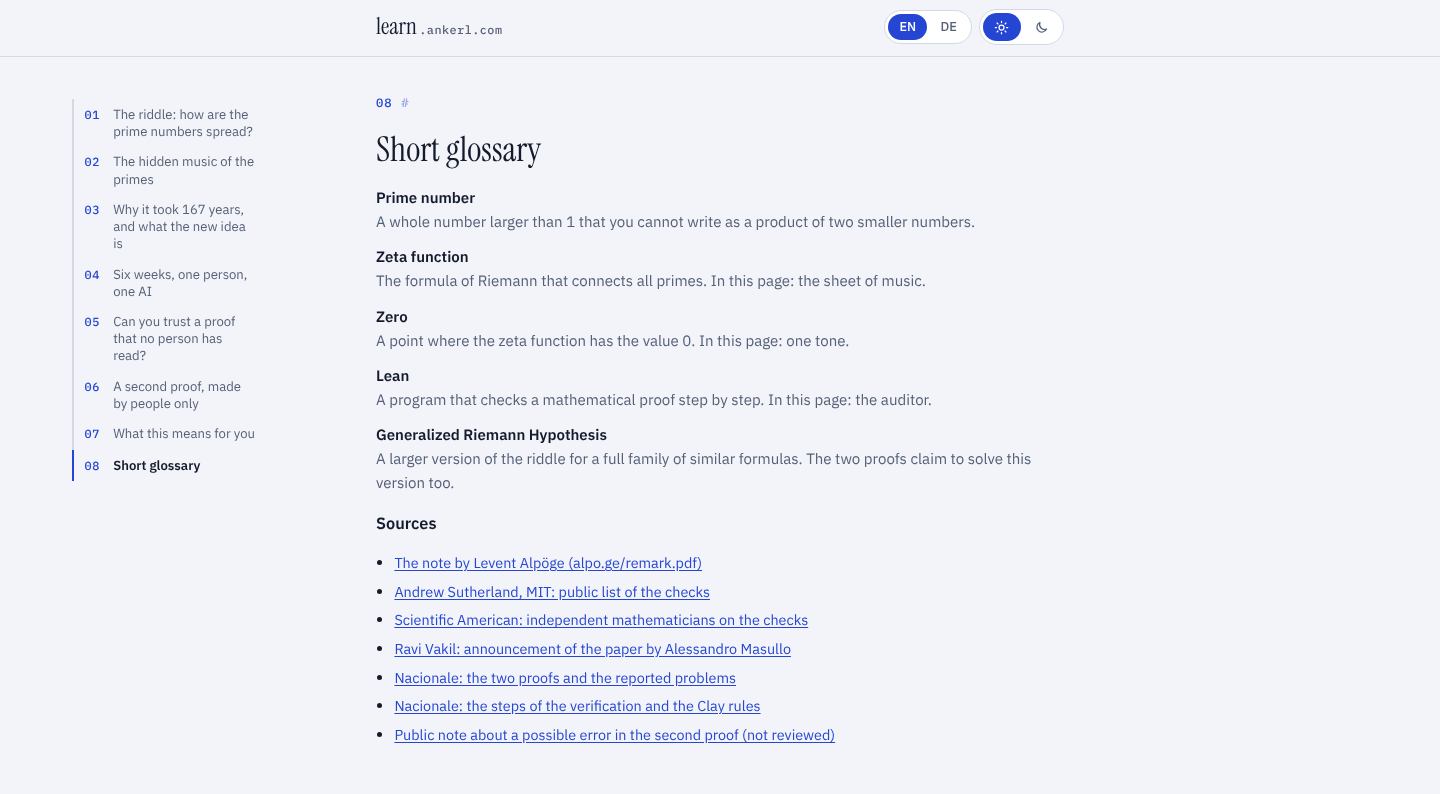 learn.ankerl.com
EN DE
01 The riddle: how are the
prime numbers spread?
02 The hidden music of the
primes
03 Why it took 167 years,
and what the new idea
is
04 Six weeks, one person,
one AI
05 Can you trust a proof
that no person has
read?
06 A second proof, made
by people only
07 What this means for you
08 Short glossary
08 #
Short glossary
Prime number
A whole number larger than 1 that you cannot write as a product of two smaller numbers.
Zeta function
The formula of Riemann that connects all primes. In this page: the sheet of music.
Zero
A point where the zeta function has the value 0. In this page: one tone.
Lean
A program that checks a mathematical proof step by step. In this page: the auditor.
Generalized Riemann Hypothesis
A larger version of the riddle for a full family of similar formulas. The two proofs claim to solve this
version too.
Sources
• The note by Levent Alpöge (alpo.ge/remark.pdf)
• Andrew Sutherland, MIT: public list of the checks
• Scientific American: independent mathematicians on the checks
• Ravi Vakil: announcement of the paper by Alessandro Masullo
• Nacionale: the two proofs and the reported problems
• Nacionale: the steps of the verification and the Clay rules
• Public note about a possible error in the second proof (not reviewed)